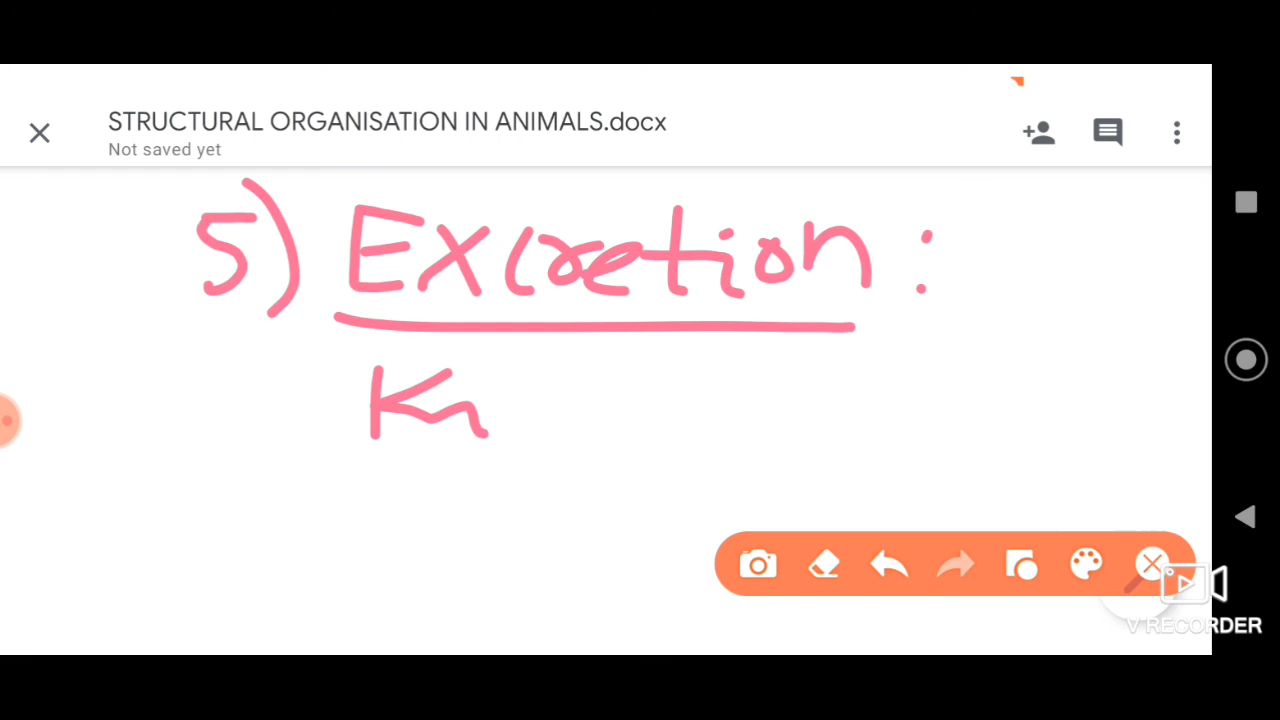 STRUCTURAL ORGANISATION IN ANIMALS.docx
Not saved yet
5) Excretion :
V RECORDER